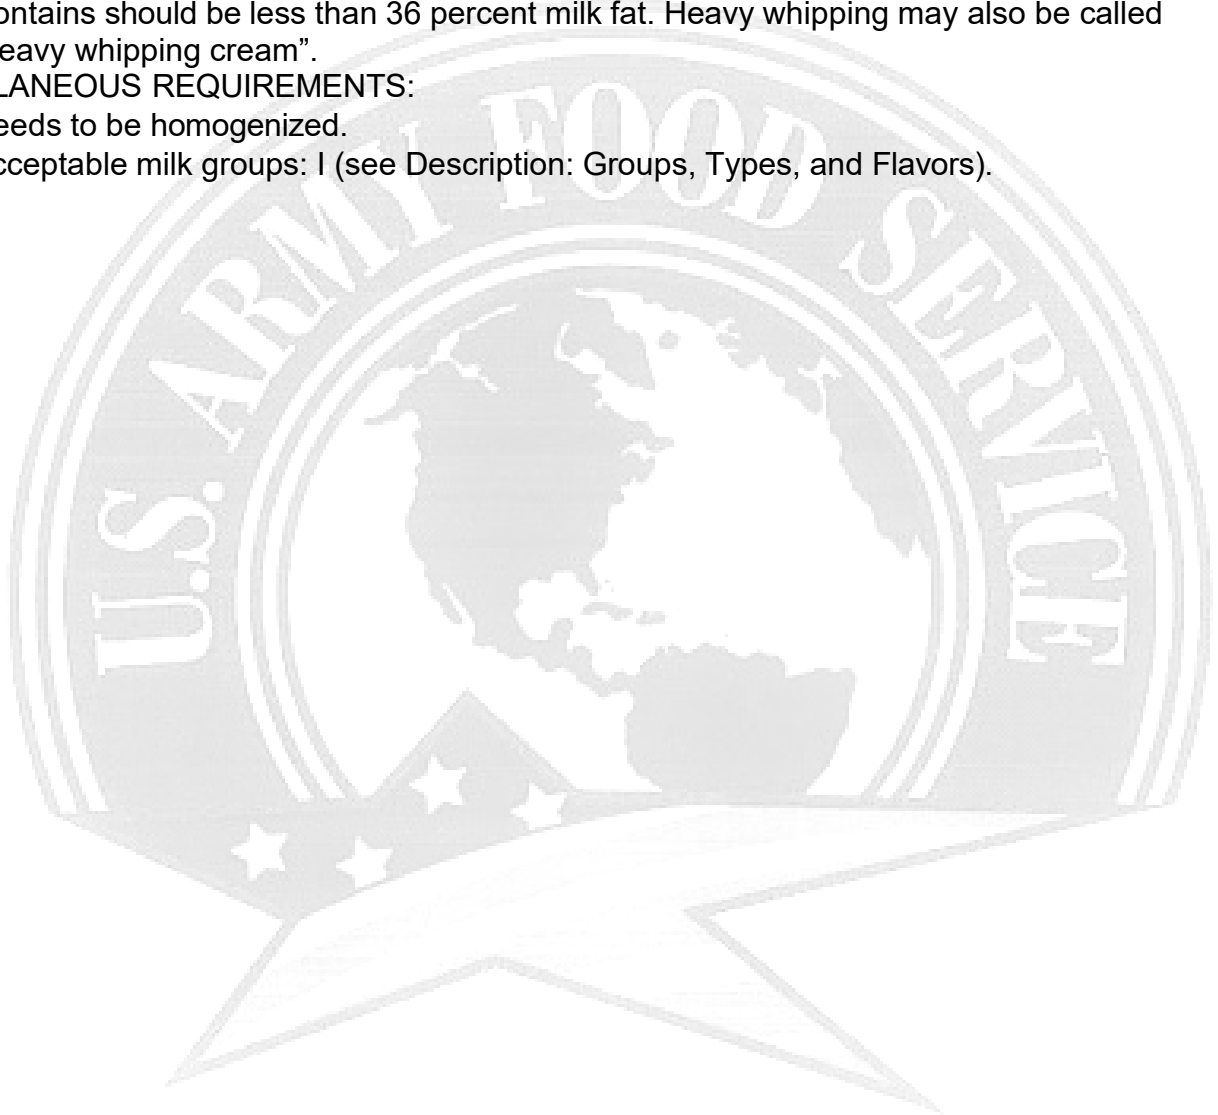 ontains should be less than 36 percent milk fat. Heavy whipping may also be called
eavy whipping cream”.
LANEOUS REQUIREMENTS:
eeds to be homogenized.
cceptable milk groups: I (see Description: Groups, Types, and Flavors).
U.S. ARMY FOOD SERVICE